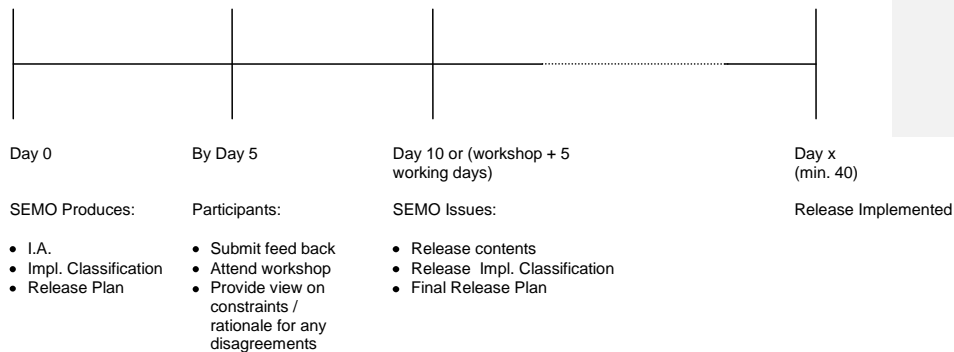 Day 0
By Day 5
Day 10 or (workshop + 5
working days)
Day x
(min. 40)
SEMO Produces:
• I.A.
• Impl. Classification
• Release Plan
Participants:
• Submit feed back
• Attend workshop
• Provide view on
constraints /
rationale for any
disagreements
SEMO Issues:
• Release contents
• Release Impl. Classification
• Final Release Plan
Release Implemented